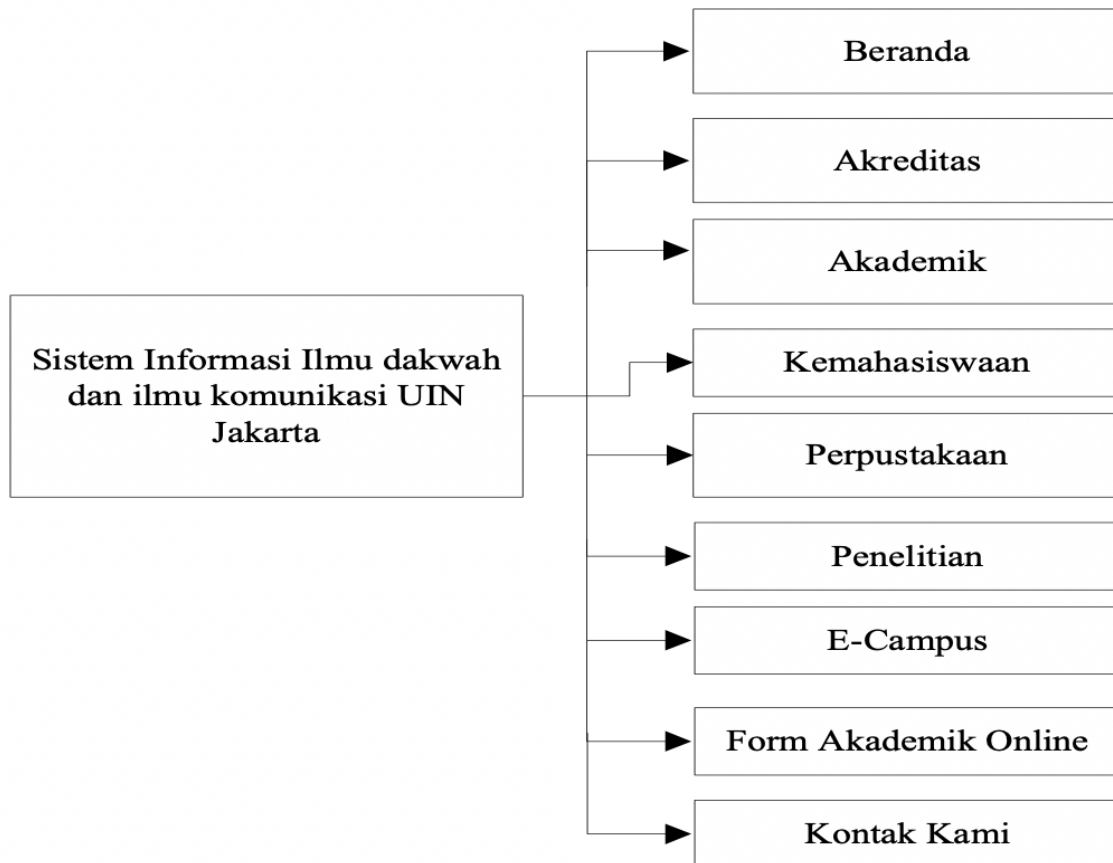 Beranda
Akreditas
Akademik
Sistem Informasi Ilmu dakwah
dan ilmu komunikasi UIN
Jakarta
Kemahasiswaan
Perpustakaan
Penelitian
E-Campus
Form Akademik Online
Kontak Kami